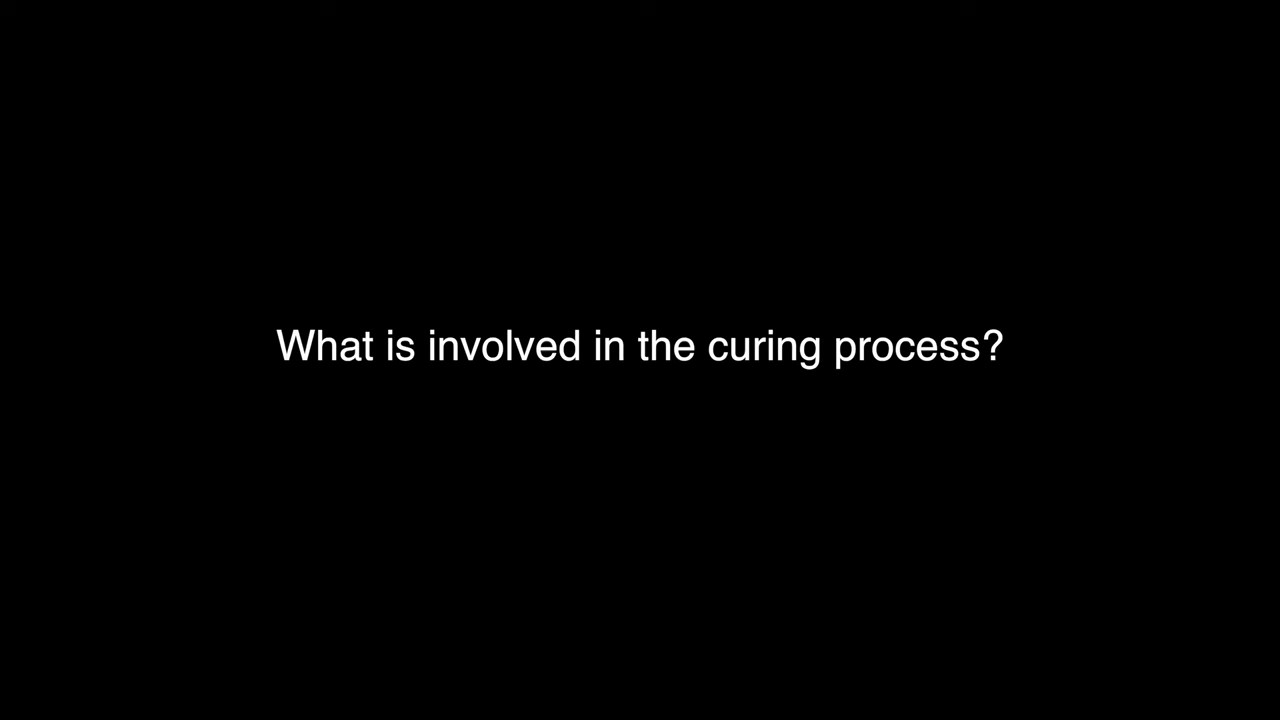 What is involved in the curing process?